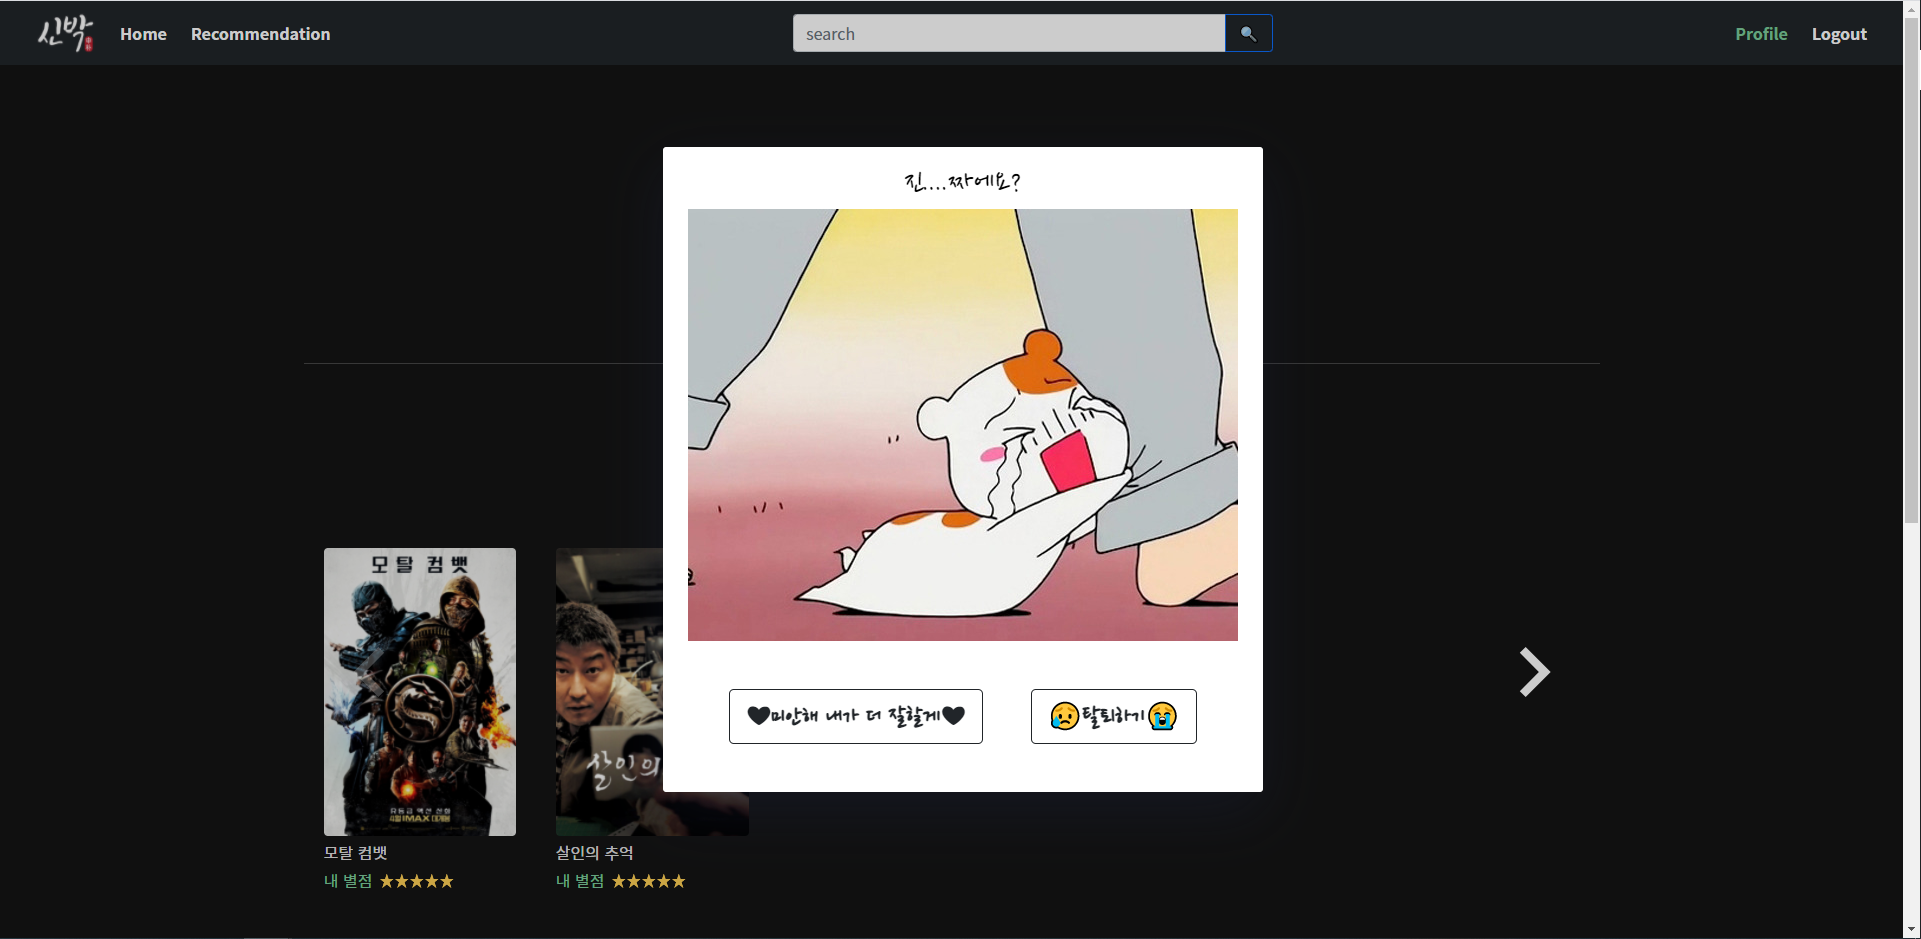 신박
Home
Recommendation
search
Profile
Logout
진....짜에요?
🖤미안해 내가 더 잘할게🖤
😥탈퇴하기😭
모탈 컴뱃
4월 IMAX 대개봉
살인의
모탈 컴뱃
내 별점 ★★★★★
살인의 추억
내 별점 ★★★★★